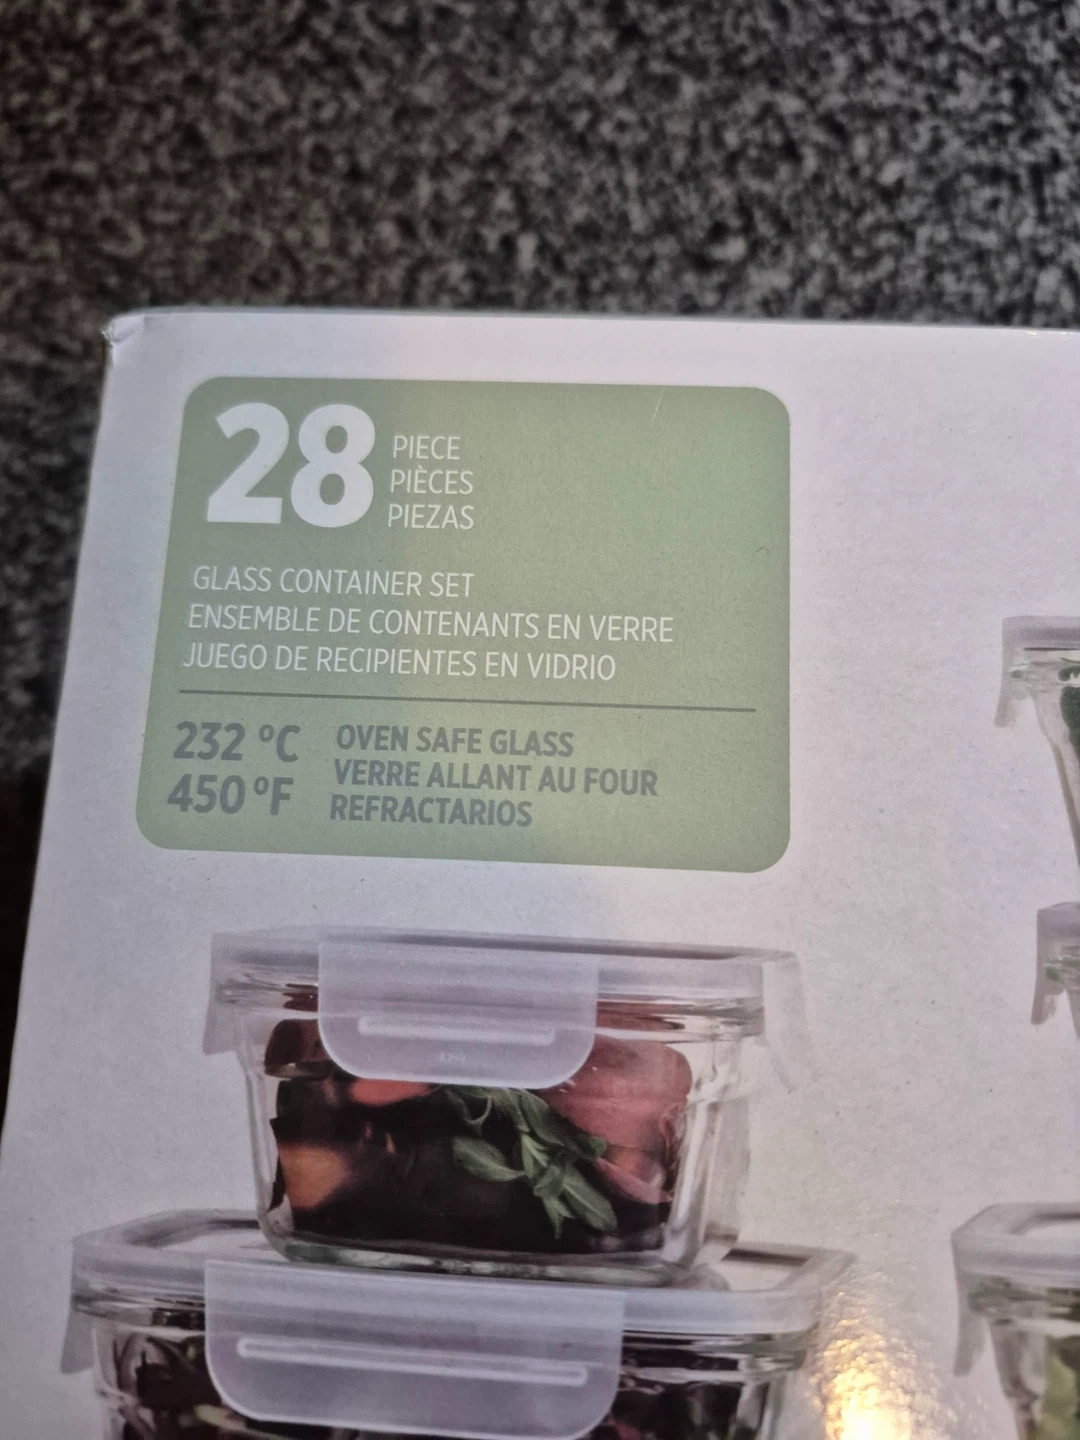 28
PIECE
PIÈCES
PIEZAS
GLASS CONTAINER SET
ENSEMBLE DE CONTENANTS EN VERRE
JUEGO DE RECIPIENTES EN VIDRIO
232 °C
450 °F
OVEN SAFE GLASS
VERRE ALLANT AU FOUR
REFRACTARIOS